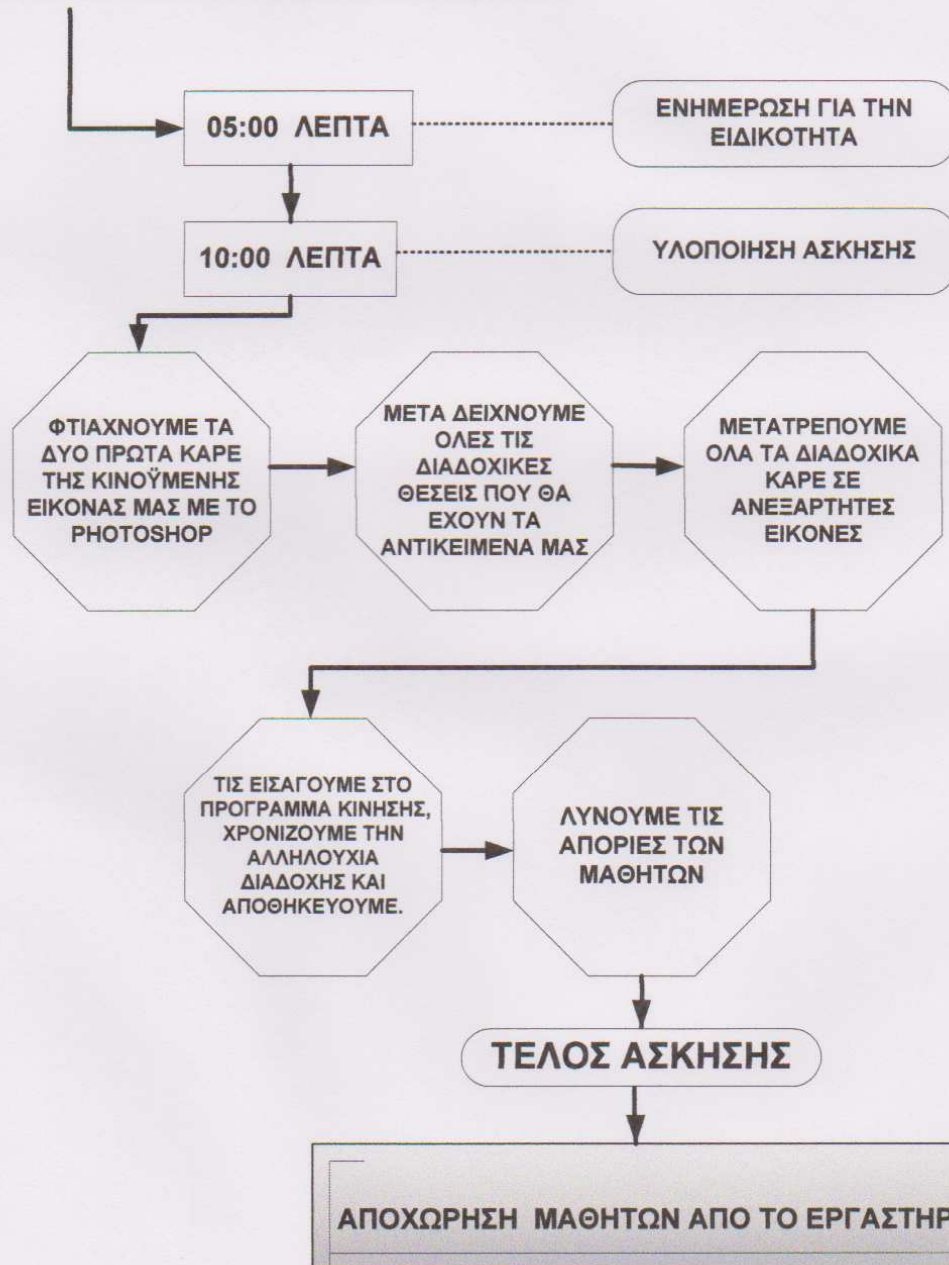 05:00 ΛΕΠΤΑ
ΕΝΗΜΕΡΩΣΗ ΓΙΑ ΤΗΝ
ΕΙΔΙΚΟΤΗΤΑ
10:00 ΛΕΠΤΑ
ΥΛΟΠΟΙΗΣΗ ΑΣΚΗΣΗΣ
ΦΤΙΑΧΝΟΥΜΕ ΤΑ
ΔΥΟ ΠΡΩΤΑ ΚΑΡΕ
ΤΗΣ ΚΙΝΟΫΜΕΝΗΣ
ΕΙΚΟΝΑΣ ΜΑΣ ΜΕ ΤΟ
PHOTOSHOP
ΜΕΤΑ ΔΕΙΧΝΟΥΜΕ
ΟΛΕΣ ΤΙΣ
ΔΙΑΔΟΧΙΚΕΣ
ΘΕΣΕΙΣ ΠΟΥ ΘΑ
ΕΧΟΥΝ ΤΑ
ΑΝΤΙΚΕΙΜΕΝΑ ΜΑΣ
ΜΕΤΑΤΡΕΠΟΥΜΕ
ΟΛΑ ΤΑ ΔΙΑΔΟΧΙΚΑ
ΚΑΡΕ ΣΕ
ΑΝΕΞΑΡΤΗΤΕΣ
ΕΙΚΟΝΕΣ
ΤΙΣ ΕΙΣΑΓΟΥΜΕ ΣΤΟ
ΠΡΟΓΡΑΜΜΑ ΚΙΝΗΣΗΣ,
ΧΡΟΝΙΖΟΥΜΕ ΤΗΝ
ΑΛΛΗΛΟΥΧΙΑ
ΔΙΑΔΟΧΗΣ ΚΑΙ
ΑΠΟΘΗΚΕΥΟΥΜΕ.
ΛΥΝΟΥΜΕ ΤΙΣ
ΑΠΟΡΙΕΣ ΤΩΝ
ΜΑΘΗΤΩΝ
ΤΕΛΟΣ ΑΣΚΗΣΗΣ
ΑΠΟΧΩΡΗΣΗ ΜΑΘΗΤΩΝ ΑΠΟ ΤΟ ΕΡΓΑΣΤΗΡ